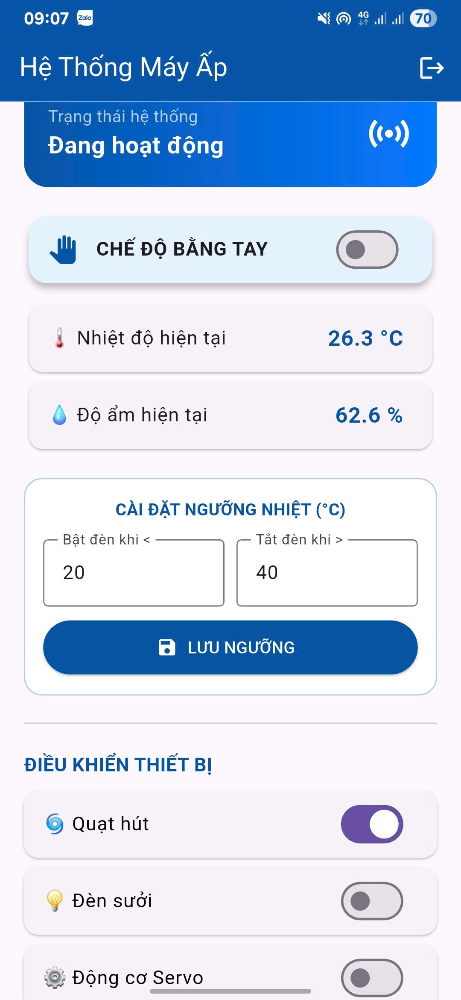 09:07 Zalo 4G 70
Hệ Thống Máy Ấp
Trạng thái hệ thống
Đang hoạt động
CHẾ ĐỘ BẰNG TAY
Nhiệt độ hiện tại 26.3 °C
Độ ẩm hiện tại 62.6 %
CÀI ĐẶT NGƯỠNG NHIỆT (°C)
Bật đèn khi < Tắt đèn khi >
20 40
LƯU NGƯỠNG
ĐIỀU KHIỂN THIẾT BỊ
Quạt hút
Đèn sưởi
Động cơ Servo